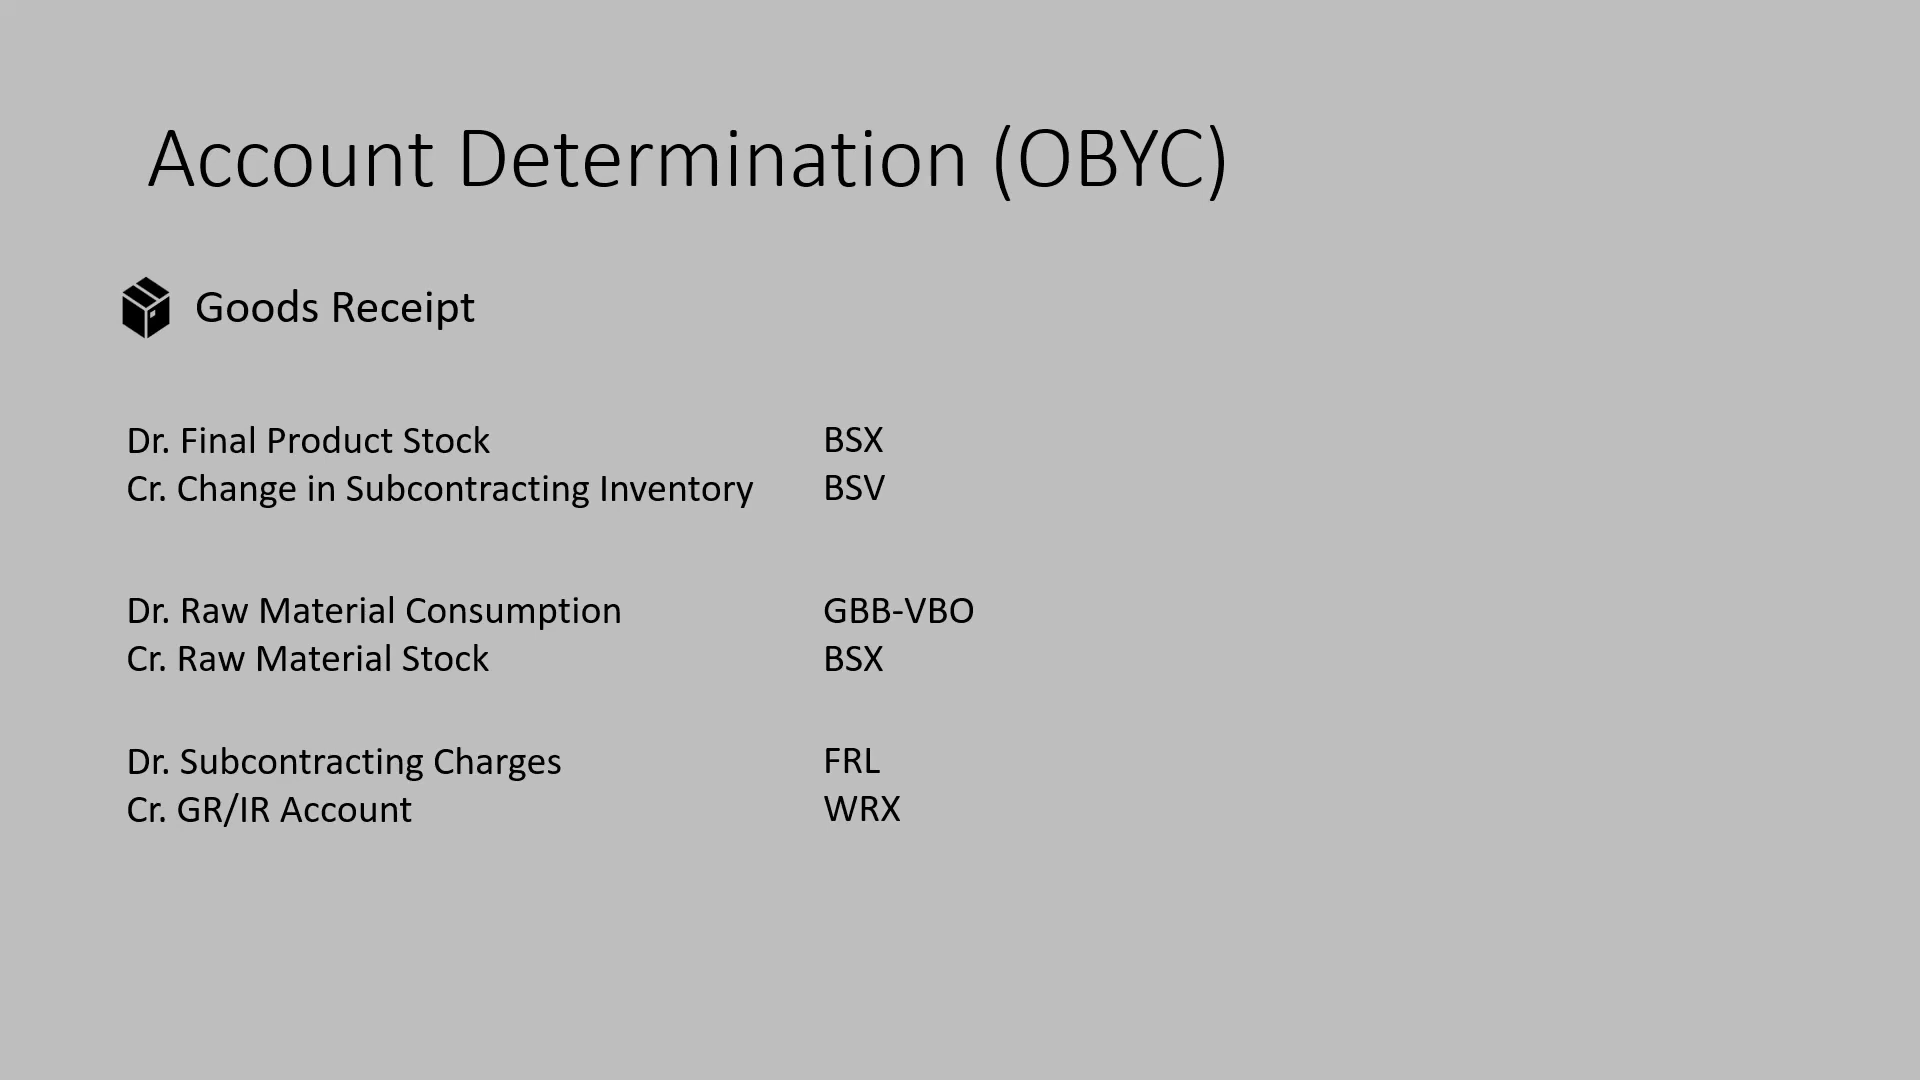 Account Determination (OBYC)
Goods Receipt
Dr. Final Product Stock BSX
Cr. Change in Subcontracting Inventory BSV
Dr. Raw Material Consumption GBB-VBO
Cr. Raw Material Stock BSX
Dr. Subcontracting Charges FRL
Cr. GR/IR Account WRX